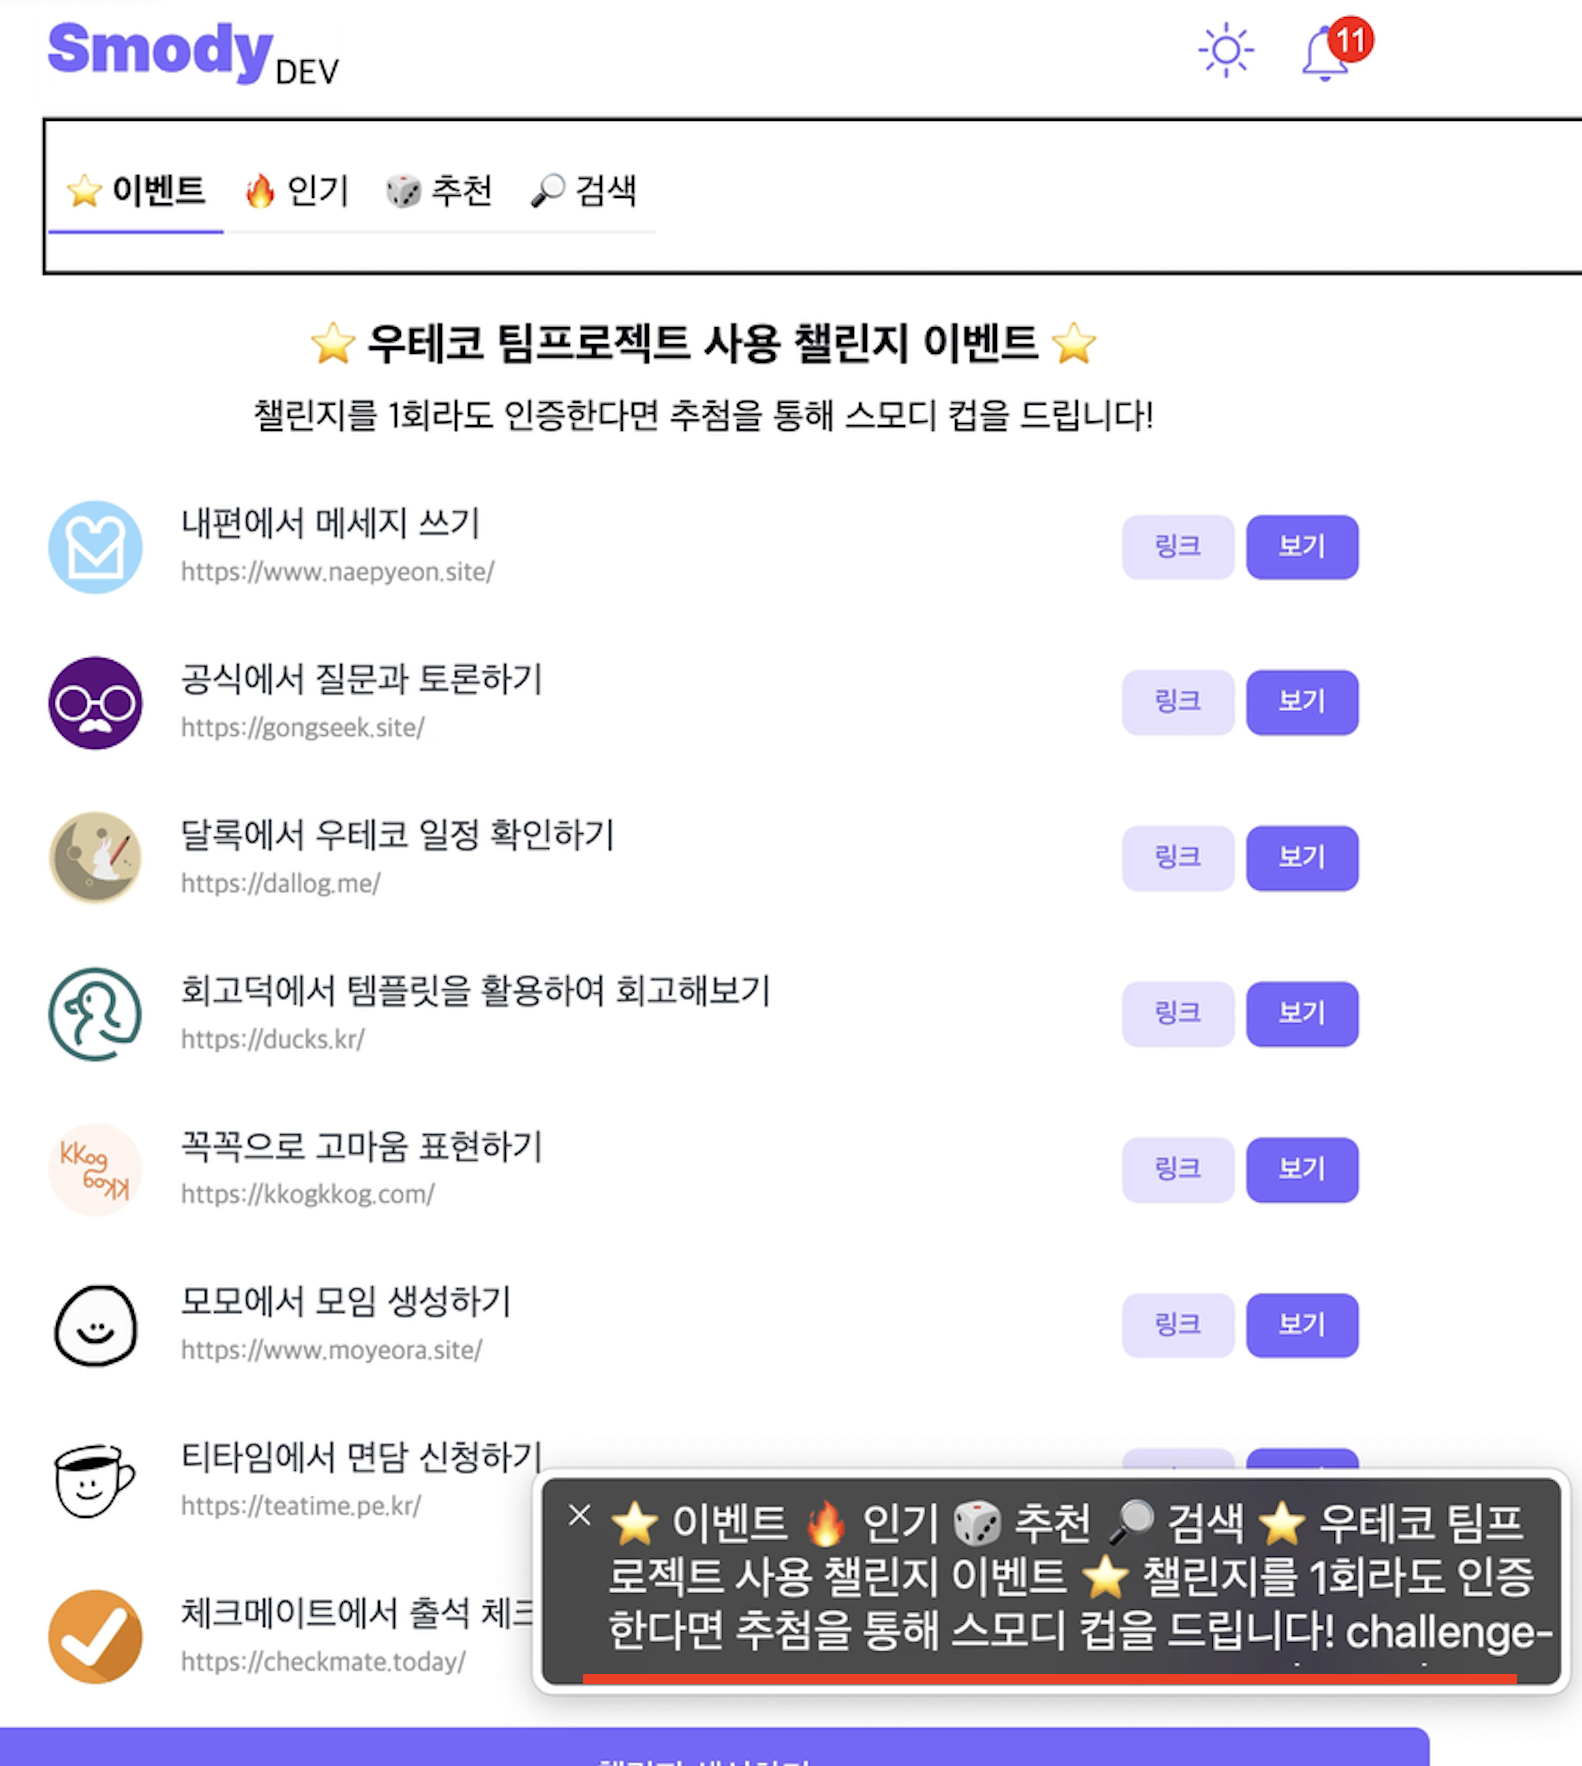 Smody DEV
11
⭐ 이벤트 🔥 인기 🎲 추천 🔎 검색
⭐ 우테코 팀프로젝트 사용 챌린지 이벤트 ⭐
챌린지를 1회라도 인증한다면 추첨을 통해 스모디 컵을 드립니다!
내편에서 메세지 쓰기
https://www.naepyeon.site/
링크 보기
공식에서 질문과 토론하기
https://gongseek.site/
링크 보기
달록에서 우테코 일정 확인하기
https://dallog.me/
링크 보기
회고덕에서 템플릿을 활용하여 회고해보기
https://ducks.kr/
링크 보기
KKog
KKog
꼭꼭으로 고마움 표현하기
https://kkogkkog.com/
링크 보기
모모에서 모임 생성하기
https://www.moyeora.site/
링크 보기
티타임에서 면담 신청하기
https://teatime.pe.kr/
체크메이트에서 출석 체크
https://checkmate.today/
× ⭐ 이벤트 🔥 인기 🎲 추천 🔎 검색 ⭐ 우테코 팀프
로젝트 사용 챌린지 이벤트 ⭐ 챌린지를 1회라도 인증
한다면 추첨을 통해 스모디 컵을 드립니다! challenge-